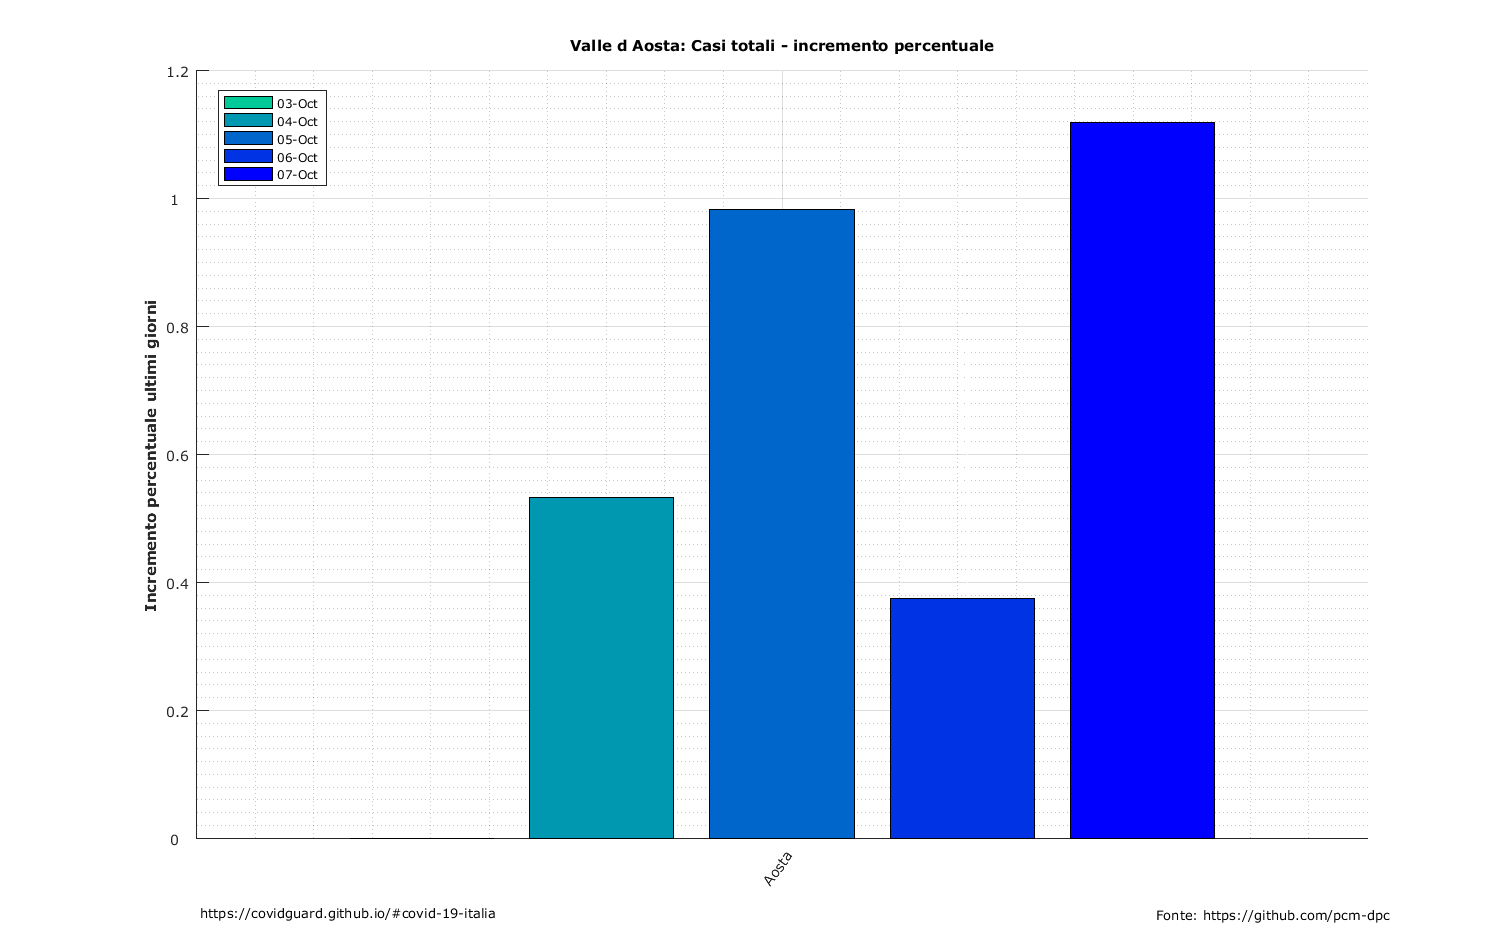 Valle d Aosta: Casi totali - incremento percentuale
1.2
1
0.8
0.6
0.4
0.2
0
Incremento percentuale ultimi giorni
03-Oct
04-Oct
05-Oct
06-Oct
07-Oct
Aosta
https://covidguard.github.io/#covid-19-italia
Fonte: https://github.com/pcm-dpc